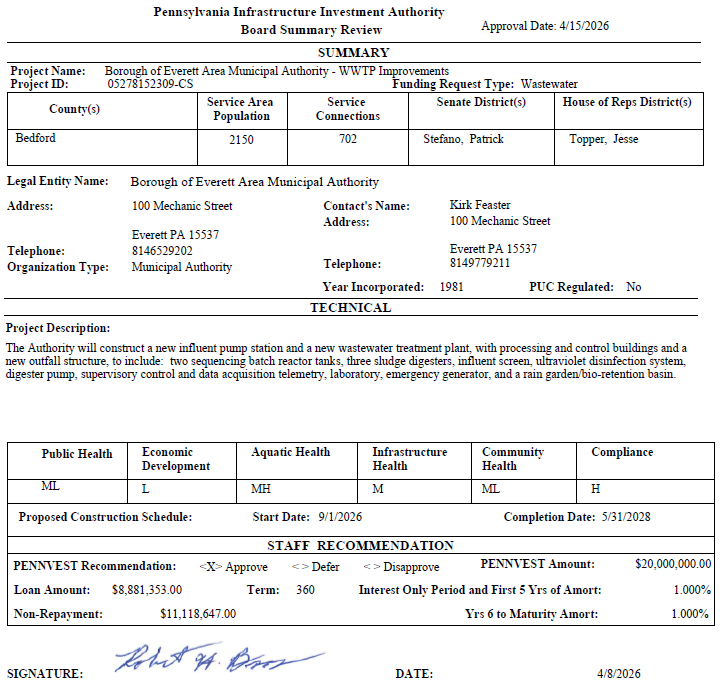 Pennsylvania Infrastructure Investment Authority
Board Summary Review
Approval Date: 4/15/2026
SUMMARY
Project Name: Borough of Everett Area Municipal Authority - WWTP Improvements
Project ID: 05278152309-CS Funding Request Type: Wastewater
County(s) Service Area Population Service Connections Senate District(s) House of Reps District(s)
Bedford 2150 702 Stefano, Patrick Topper, Jesse
Legal Entity Name: Borough of Everett Area Municipal Authority
Address: 100 Mechanic Street Contact's Name: Kirk Feaster
Address: 100 Mechanic Street
Everett PA 15537 Everett PA 15537
Telephone: 8146529202
Organization Type: Municipal Authority Telephone: 8149779211
Year Incorporated: 1981 PUC Regulated: No
TECHNICAL
Project Description:
The Authority will construct a new influent pump station and a new wastewater treatment plant, with processing and control buildings and a
new outfall structure, to include: two sequencing batch reactor tanks, three sludge digesters, influent screen, ultraviolet disinfection system,
digester pump, supervisory control and data acquisition telemetry, laboratory, emergency generator, and a rain garden/bio-retention basin.
Public Health Economic Development Aquatic Health Infrastructure Health Community Health Compliance
ML L MH M ML H
Proposed Construction Schedule: Start Date: 9/1/2026 Completion Date: 5/31/2028
STAFF RECOMMENDATION
PENNVEST Recommendation: <X> Approve < > Defer < > Disapprove PENNVEST Amount: $20,000,000.00
Loan Amount: $8,881,353.00 Term: 360 Interest Only Period and First 5 Yrs of Amort: 1.000%
Non-Repayment: $11,118,647.00 Yrs 6 to Maturity Amort: 1.000%
SIGNATURE: DATE: 4/8/2026